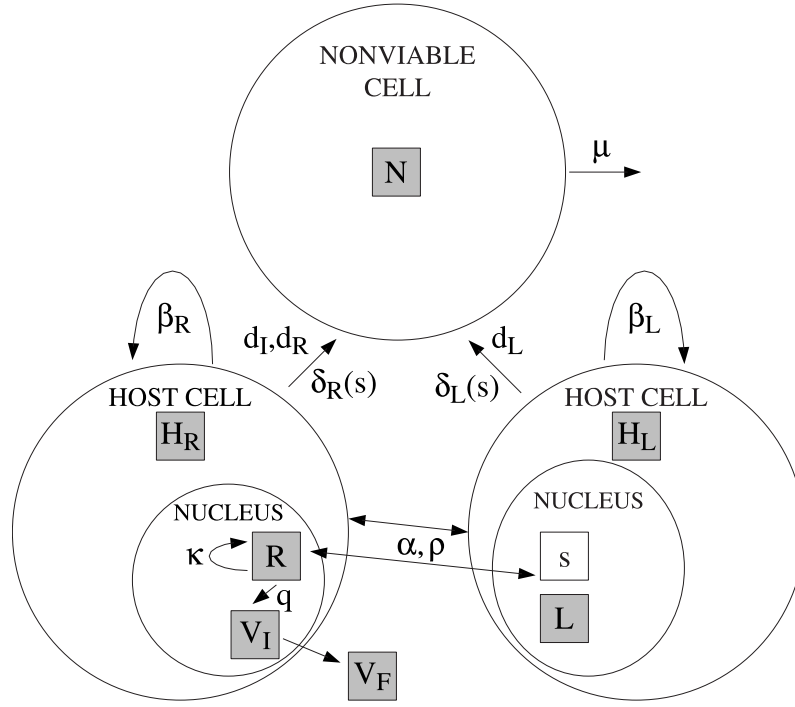 NONVIABLE
CELL
N
μ
β_R
d_I,d_R
δ_R(s)
d_L
δ_L(s)
β_L
HOST CELL
H_R
NUCLEUS
κ
R
q
V_I
V_F
α, ρ
HOST CELL
H_L
NUCLEUS
s
L